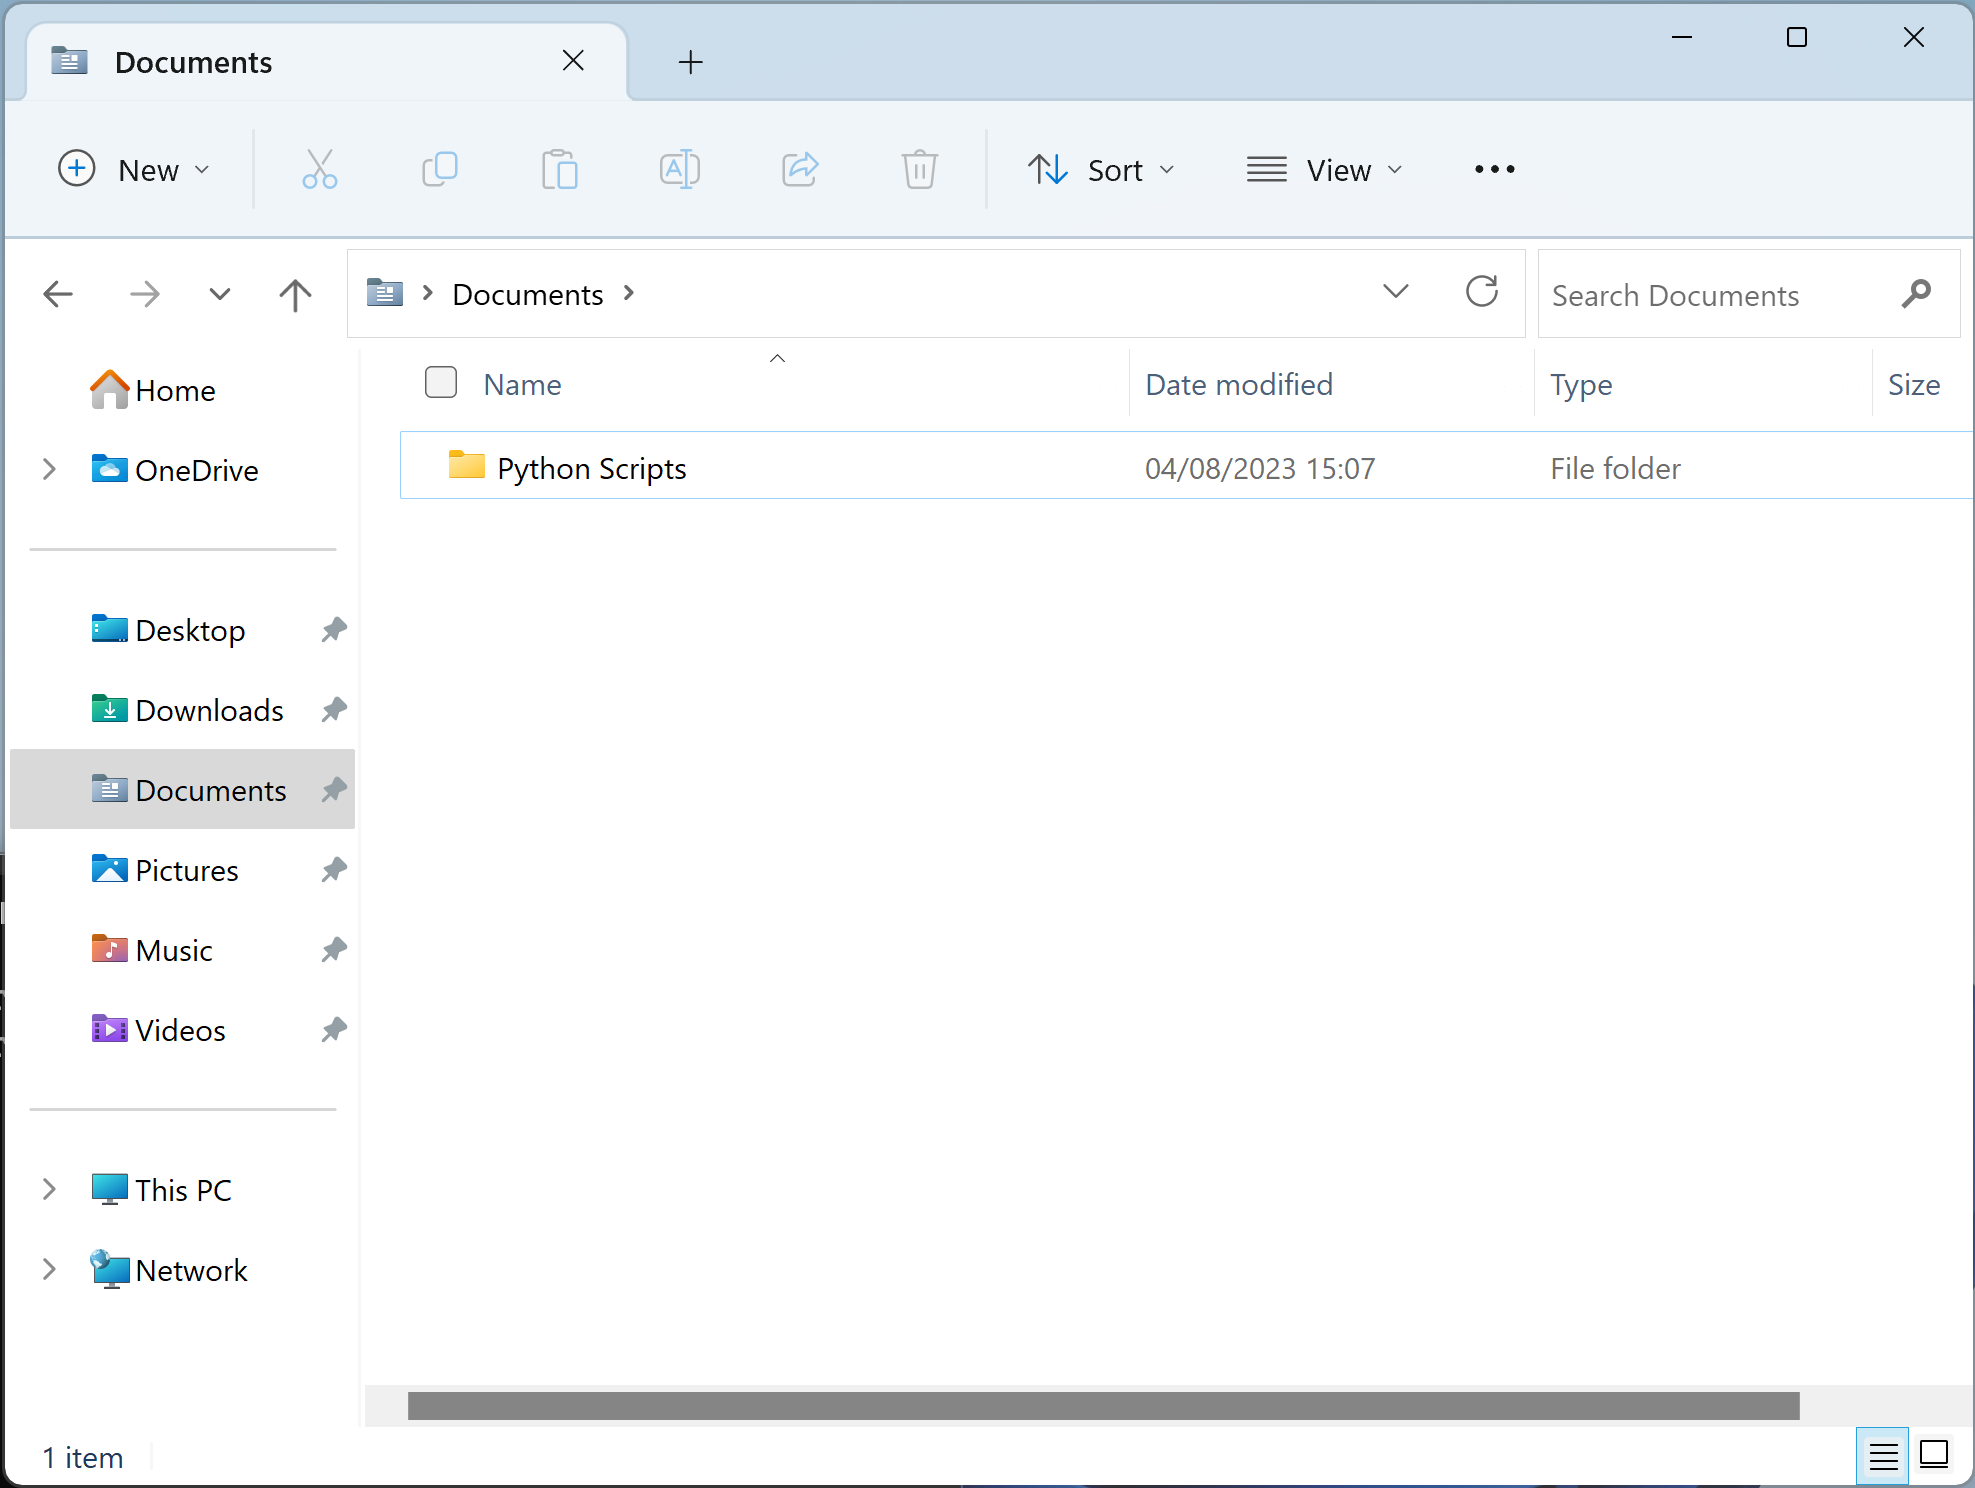 Documents
New
Sort
View
Documents
Search Documents
Name
Date modified
Type
Size
Python Scripts
04/08/2023 15:07
File folder
Home
OneDrive
Desktop
Downloads
Documents
Pictures
Music
Videos
This PC
Network
1 item